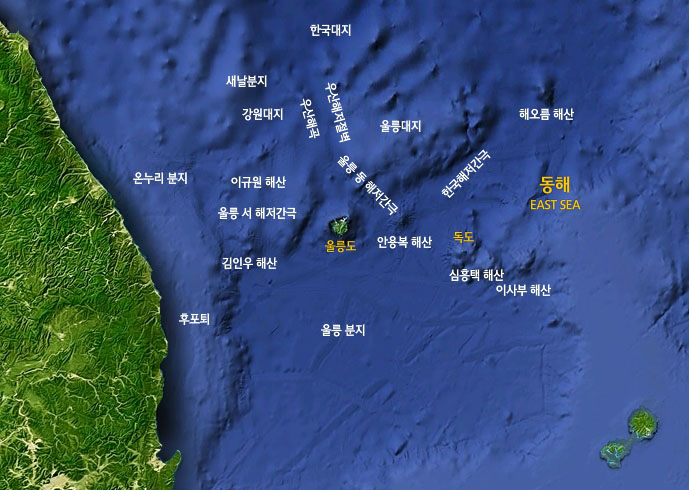 한국대지
새날분지
강원대지
우산해곡
우산해저절벽
울릉대지
해오름 해산
온누리 분지
이규원 해산
울릉 동 해저간극
한국해저간극
동해
EAST SEA
울릉 서 해저간극
울릉도
안용복 해산
독도
김인우 해산
심흥택 해산
이사부 해산
후포퇴
울릉 분지